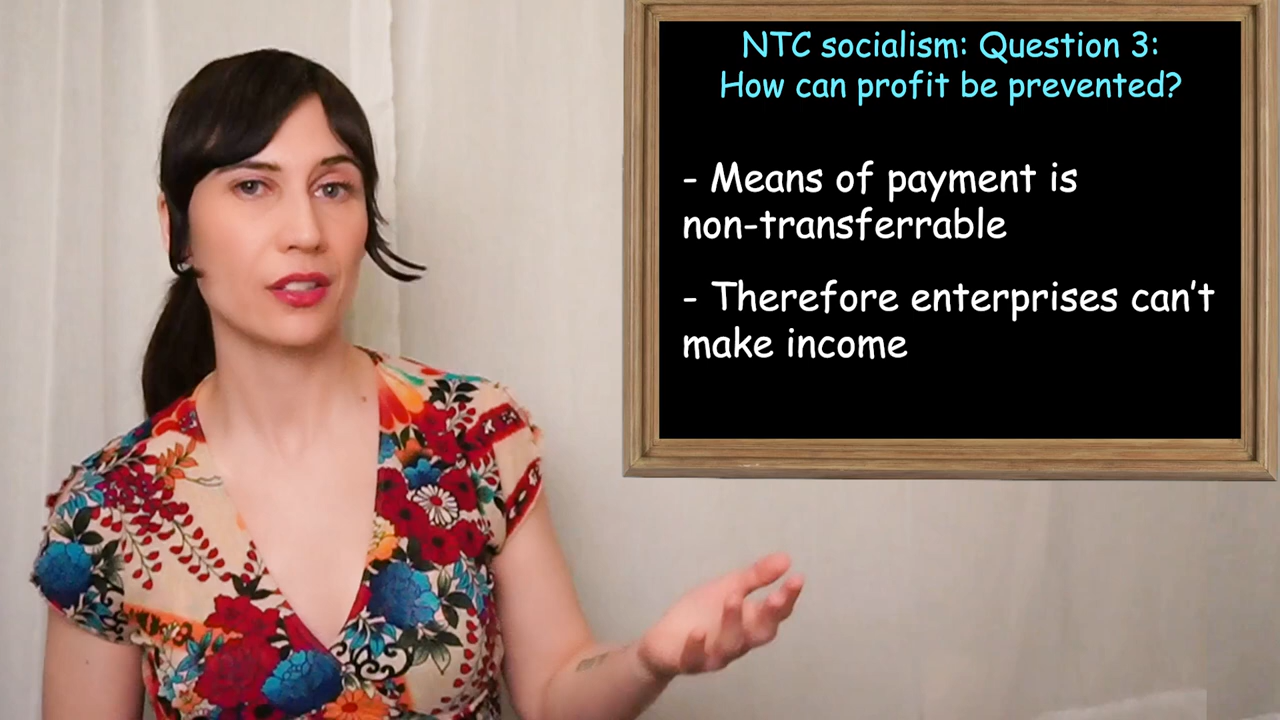 NTC socialism: Question 3:
How can profit be prevented?
- Means of payment is
non-transferrable
- Therefore enterprises can't
make income